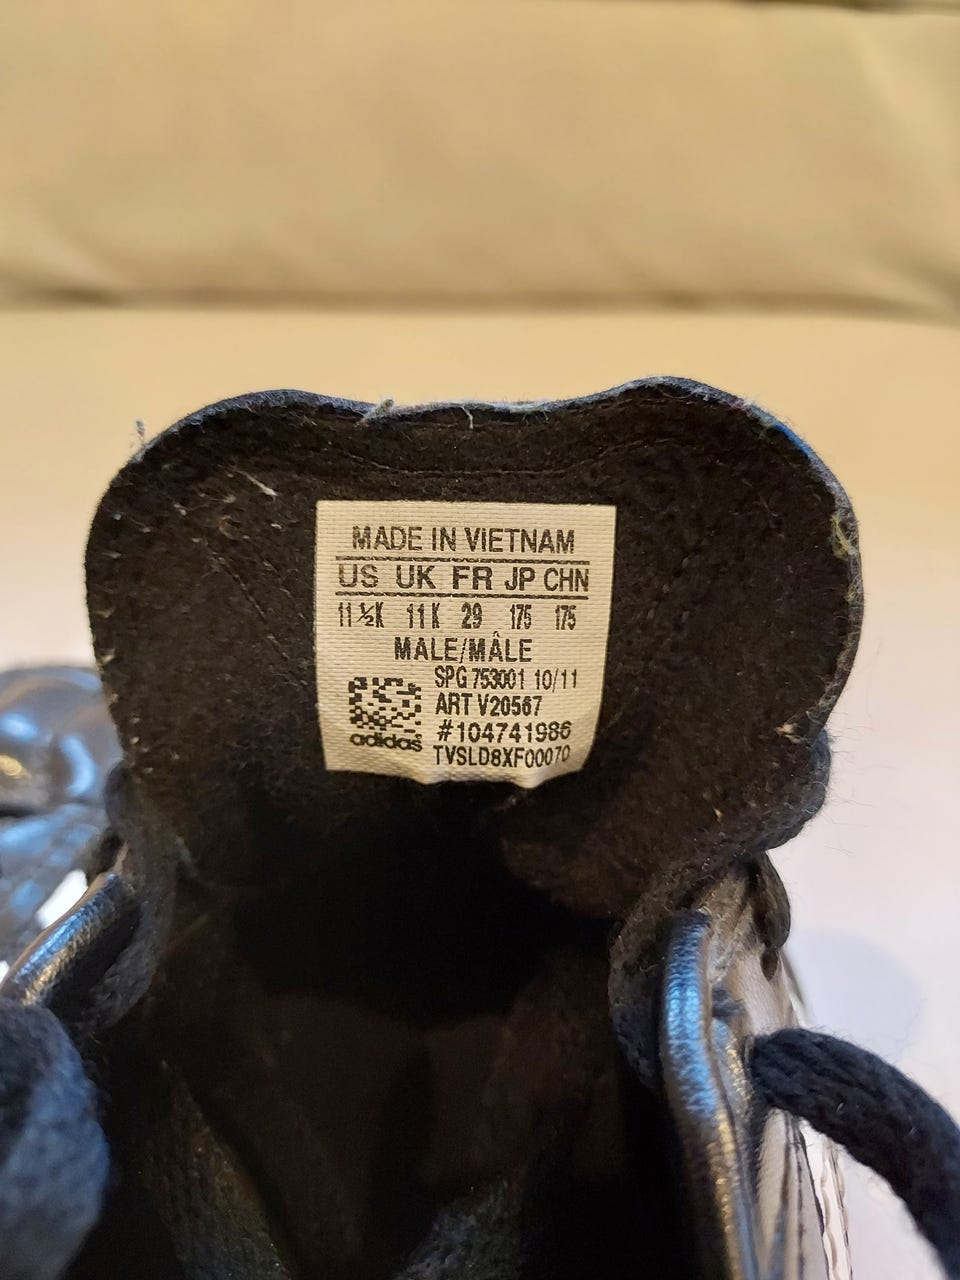 MADE IN VIETNAM
US UK FR JP CHN
11½K 11K 29 175 175
MALE/MÂLE
SPG 753001 10/11
ART V20567
#104741986
adidas
TVSLD8XF00070